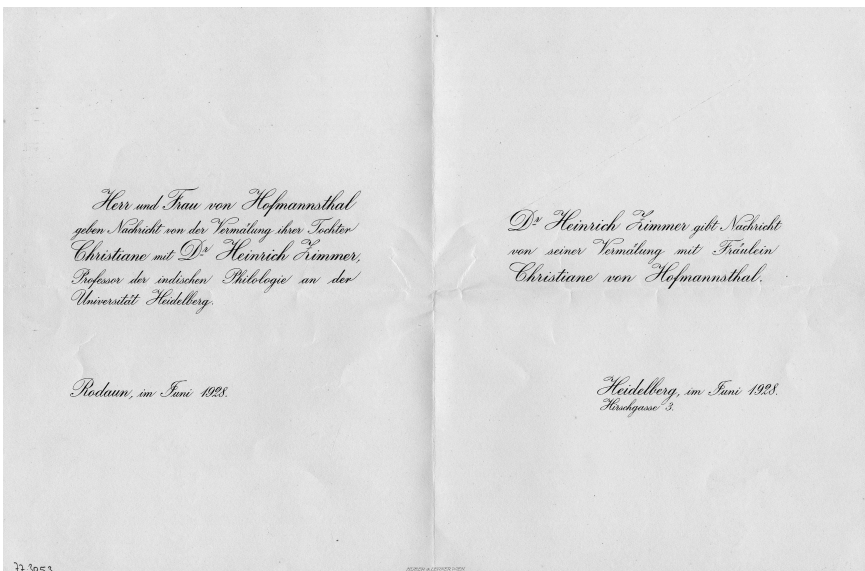 Herr und Frau von Hofmannsthal
geben Nachricht von der Vermälung ihrer Tochter
Christiane mit Dr Heinrich Zimmer,
Professor der indischen Philologie an der
Universität Heidelberg.
Rodaun, im Juni 1928.
Dr Heinrich Zimmer gibt Nachricht
von seiner Vermälung mit Fräulein
Christiane von Hofmannsthal.
Heidelberg, im Juni 1928.
Hirschgasse 3.
77.3053